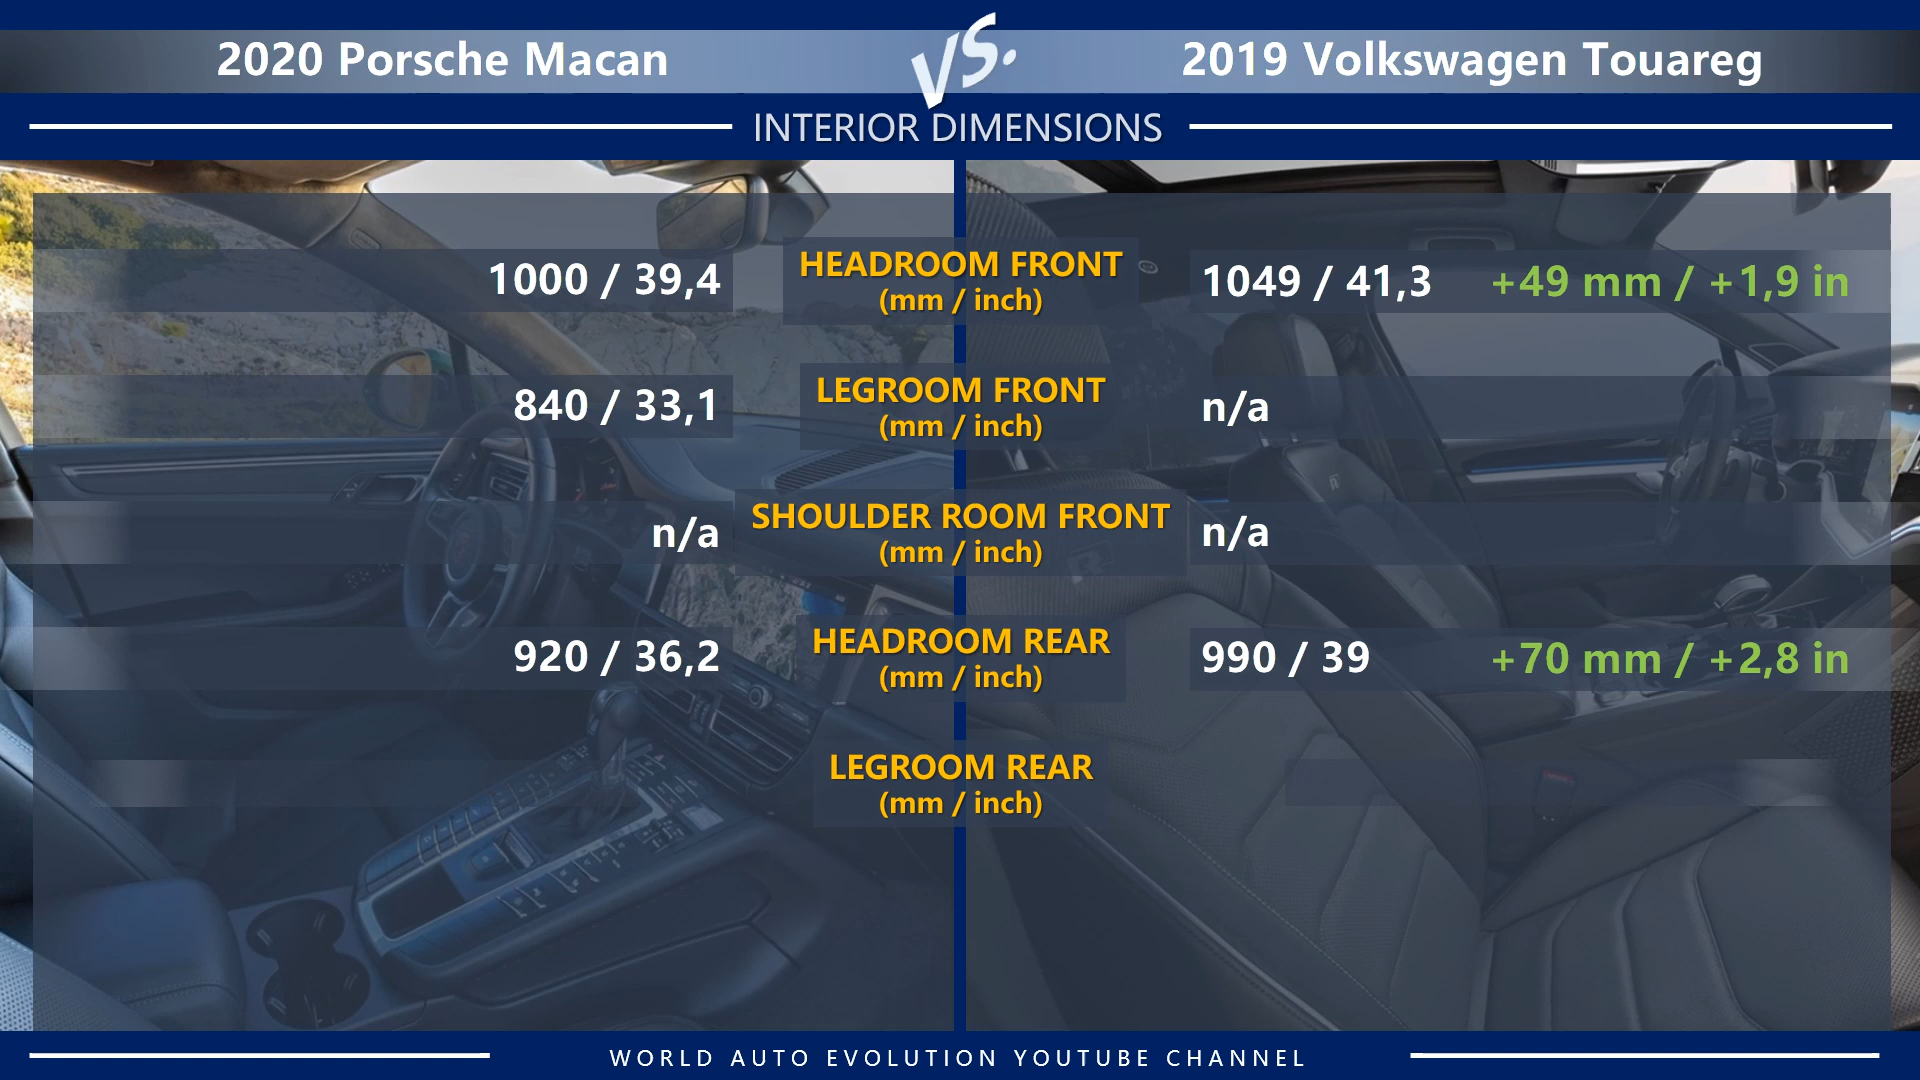 2020 Porsche Macan
VS.
2019 Volkswagen Touareg
INTERIOR DIMENSIONS
1000 / 39,4
HEADROOM FRONT
(mm / inch)
1049 / 41,3
+49 mm / +1,9 in
840 / 33,1
LEGROOM FRONT
(mm / inch)
n/a
n/a
SHOULDER ROOM FRONT
(mm / inch)
n/a
920 / 36,2
HEADROOM REAR
(mm / inch)
990 / 39
+70 mm / +2,8 in
LEGROOM REAR
(mm / inch)
WORLD AUTO EVOLUTION YOUTUBE CHANNEL